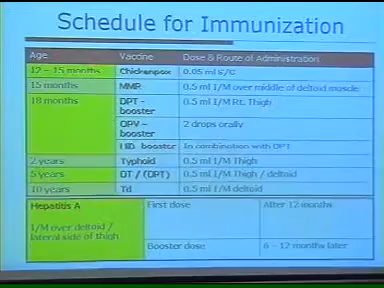 Schedule for Immunization
Age Vaccine Dose & Route of Administration
12 – 15 months Chickenpox 0.05 ml S/C
15 months MMR 0.5 ml I/M over middle of deltoid muscle
18 months DPT - booster 0.5 ml I/M Rt. Thigh
OPV – booster 2 drops orally
booster In combination with DPT
2 years Typhoid 0.5 ml I/M Thigh
5 years DT / (DPT) 0.5 ml I/M Thigh / deltoid
10 years Td 0.5 ml I/M deltoid
Hepatitis A First dose After 12 months
I/M over deltoid /
lateral side of thigh
Booster dose 6 – 12 months later